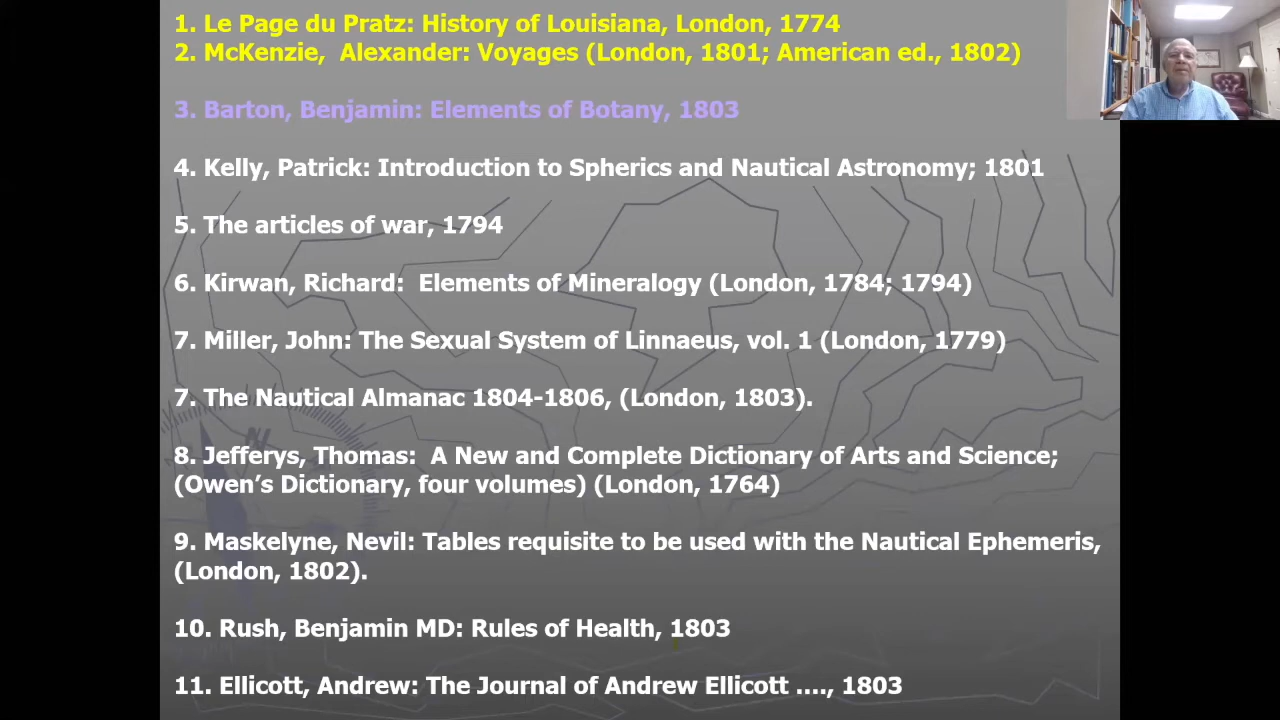 1. Le Page du Pratz: History of Louisiana, London, 1774
2. McKenzie,  Alexander: Voyages (London, 1801; American ed., 1802)
3. Barton, Benjamin: Elements of Botany, 1803
4. Kelly, Patrick: Introduction to Spherics and Nautical Astronomy; 1801
5. The articles of war, 1794
6. Kirwan, Richard:  Elements of Mineralogy (London, 1784; 1794)
7. Miller, John: The Sexual System of Linnaeus, vol. 1 (London, 1779)
7. The Nautical Almanac 1804-1806, (London, 1803).
8. Jefferys, Thomas:  A New and Complete Dictionary of Arts and Science;
(Owen's Dictionary, four volumes) (London, 1764)
9. Maskelyne, Nevil: Tables requisite to be used with the Nautical Ephemeris,
(London, 1802).
10. Rush, Benjamin MD: Rules of Health, 1803
11. Ellicott, Andrew: The Journal of Andrew Ellicott ...., 1803
N